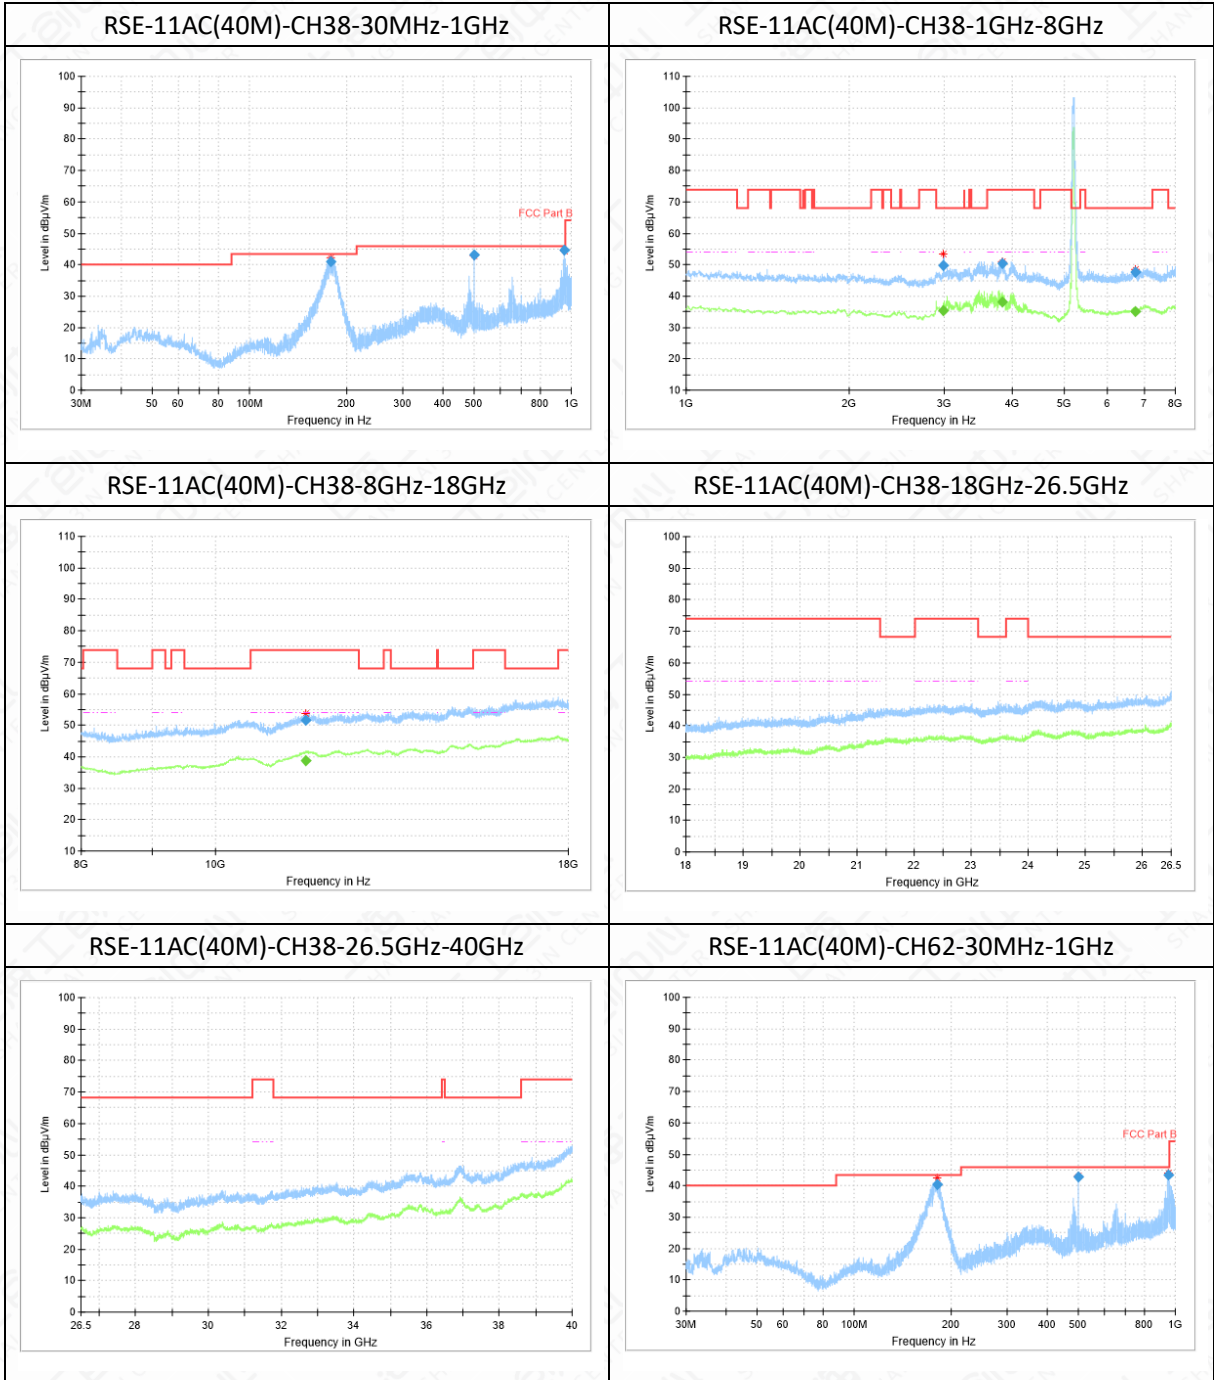 RSE-11AC(40M)-CH38-30MHz-1GHz
RSE-11AC(40M)-CH38-1GHz-8GHz
100
90
80
70
60
50
40
30
20
10
0
Level in dBµV/m
FCC Part B
30M 50 60 80 100M 200 300 400 500 800 1G
Frequency in Hz
110
100
90
80
70
60
50
40
30
20
10
Level in dBµV/m
1G 2G 3G 4G 5G 6 7 8G
Frequency in Hz
RSE-11AC(40M)-CH38-8GHz-18GHz
RSE-11AC(40M)-CH38-18GHz-26.5GHz
110
100
90
80
70
60
50
40
30
20
10
Level in dBµV/m
8G 10G 18G
Frequency in Hz
100
90
80
70
60
50
40
30
20
10
0
Level in dBµV/m
18 19 20 21 22 23 24 25 26 26.5
Frequency in GHz
RSE-11AC(40M)-CH38-26.5GHz-40GHz
RSE-11AC(40M)-CH62-30MHz-1GHz
100
90
80
70
60
50
40
30
20
10
0
Level in dBµV/m
26.5 28 30 32 34 36 38 40
Frequency in GHz
100
90
80
70
60
50
40
30
20
10
0
Level in dBµV/m
FCC Part B
30M 50 60 80 100M 200 300 400 500 800 1G
Frequency in Hz